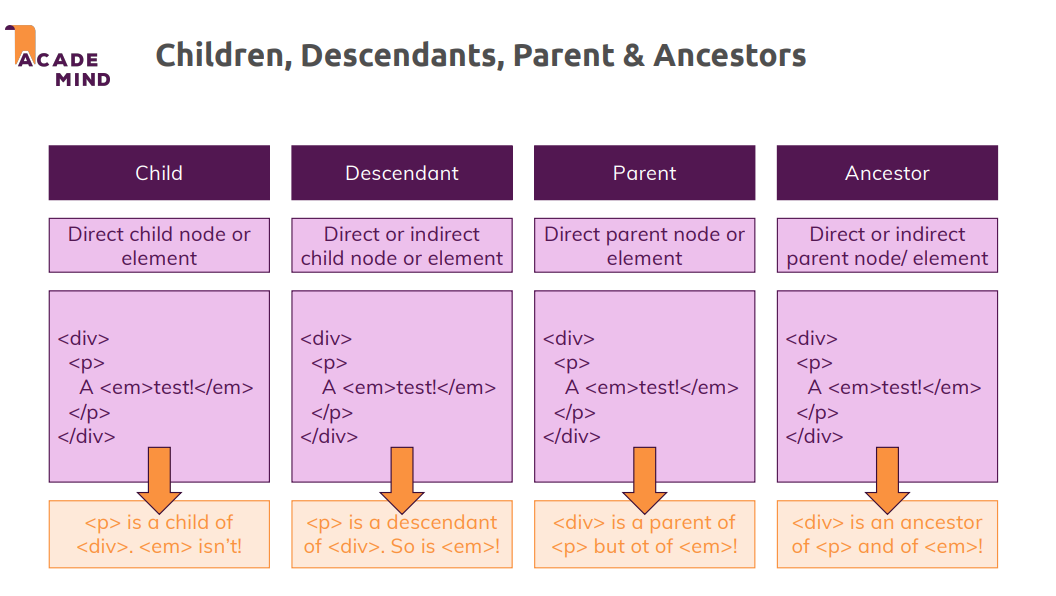 ACADE
MIND
Children, Descendants, Parent & Ancestors
Child
Direct child node or
element
<div>
<p>
A <em>test!</em>
</p>
</div>
<p> is a child of
<div>. <em> isn't!
Descendant
Direct or indirect
child node or element
<div>
<p>
A <em>test!</em>
</p>
</div>
<p> is a descendant
of <div>. So is <em>!
Parent
Direct parent node or
element
<div>
<p>
A <em>test!</em>
</p>
</div>
<div> is a parent of
<p> but ot of <em>!
Ancestor
Direct or indirect
parent node/ element
<div>
<p>
A <em>test!</em>
</p>
</div>
<div> is an ancestor
of <p> and of <em>!